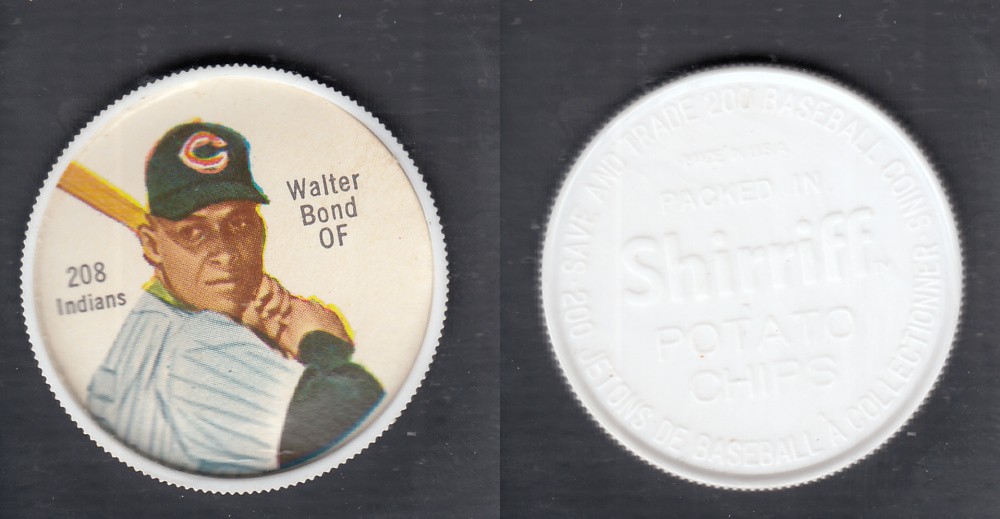 C
Walter
Bond
OF
208
Indians
SAVE AND TRADE 200 BASEBALL COINS
PACKED IN
Shirriff
POTATO
CHIPS
200 JETONS DE BASEBALL À COLLECTIONNER